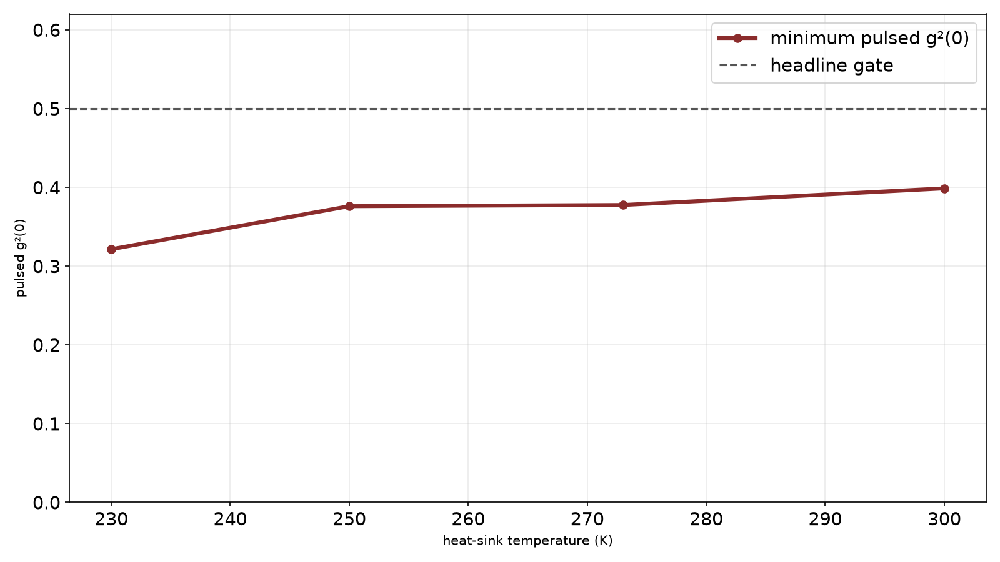 minimum pulsed g²(0)
headline gate
0.6
0.5
0.4
0.3
0.2
0.1
0.0
pulsed g²(0)
230 240 250 260 270 280 290 300
heat-sink temperature (K)